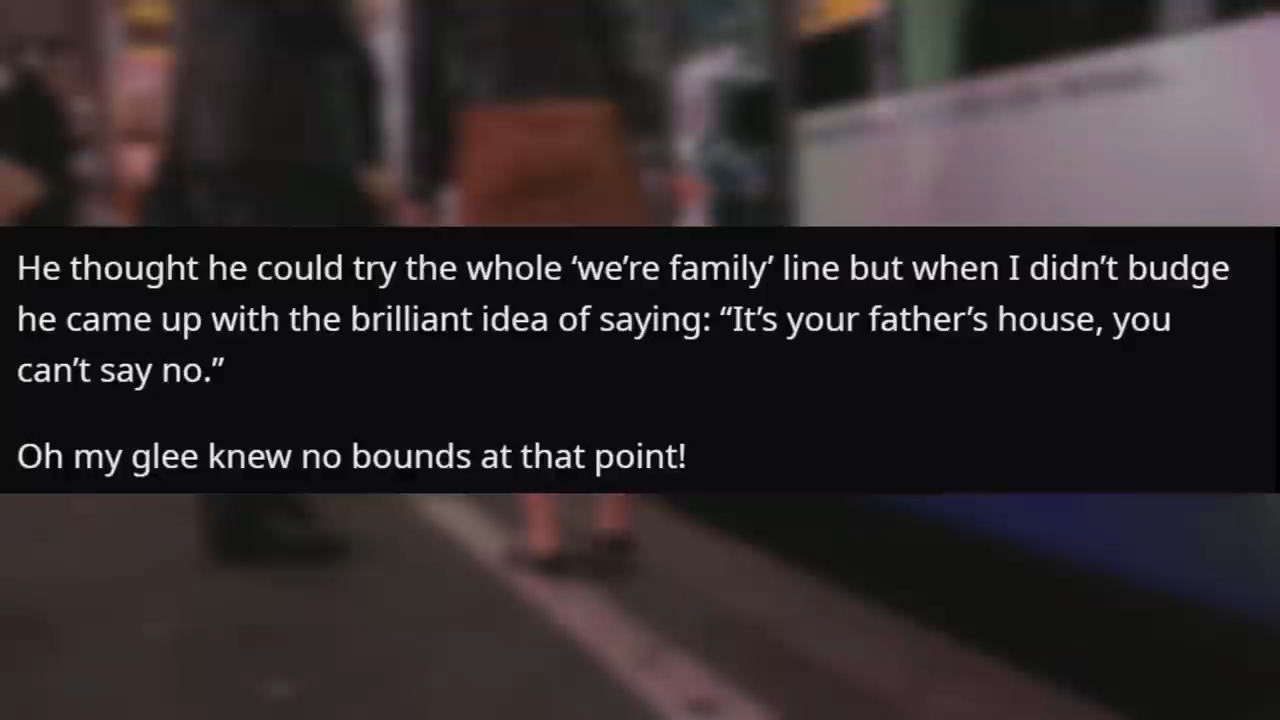 He thought he could try the whole ‘we’re family’ line but when I didn’t budge
he came up with the brilliant idea of saying: “It’s your father’s house, you
can’t say no.”
Oh my glee knew no bounds at that point!